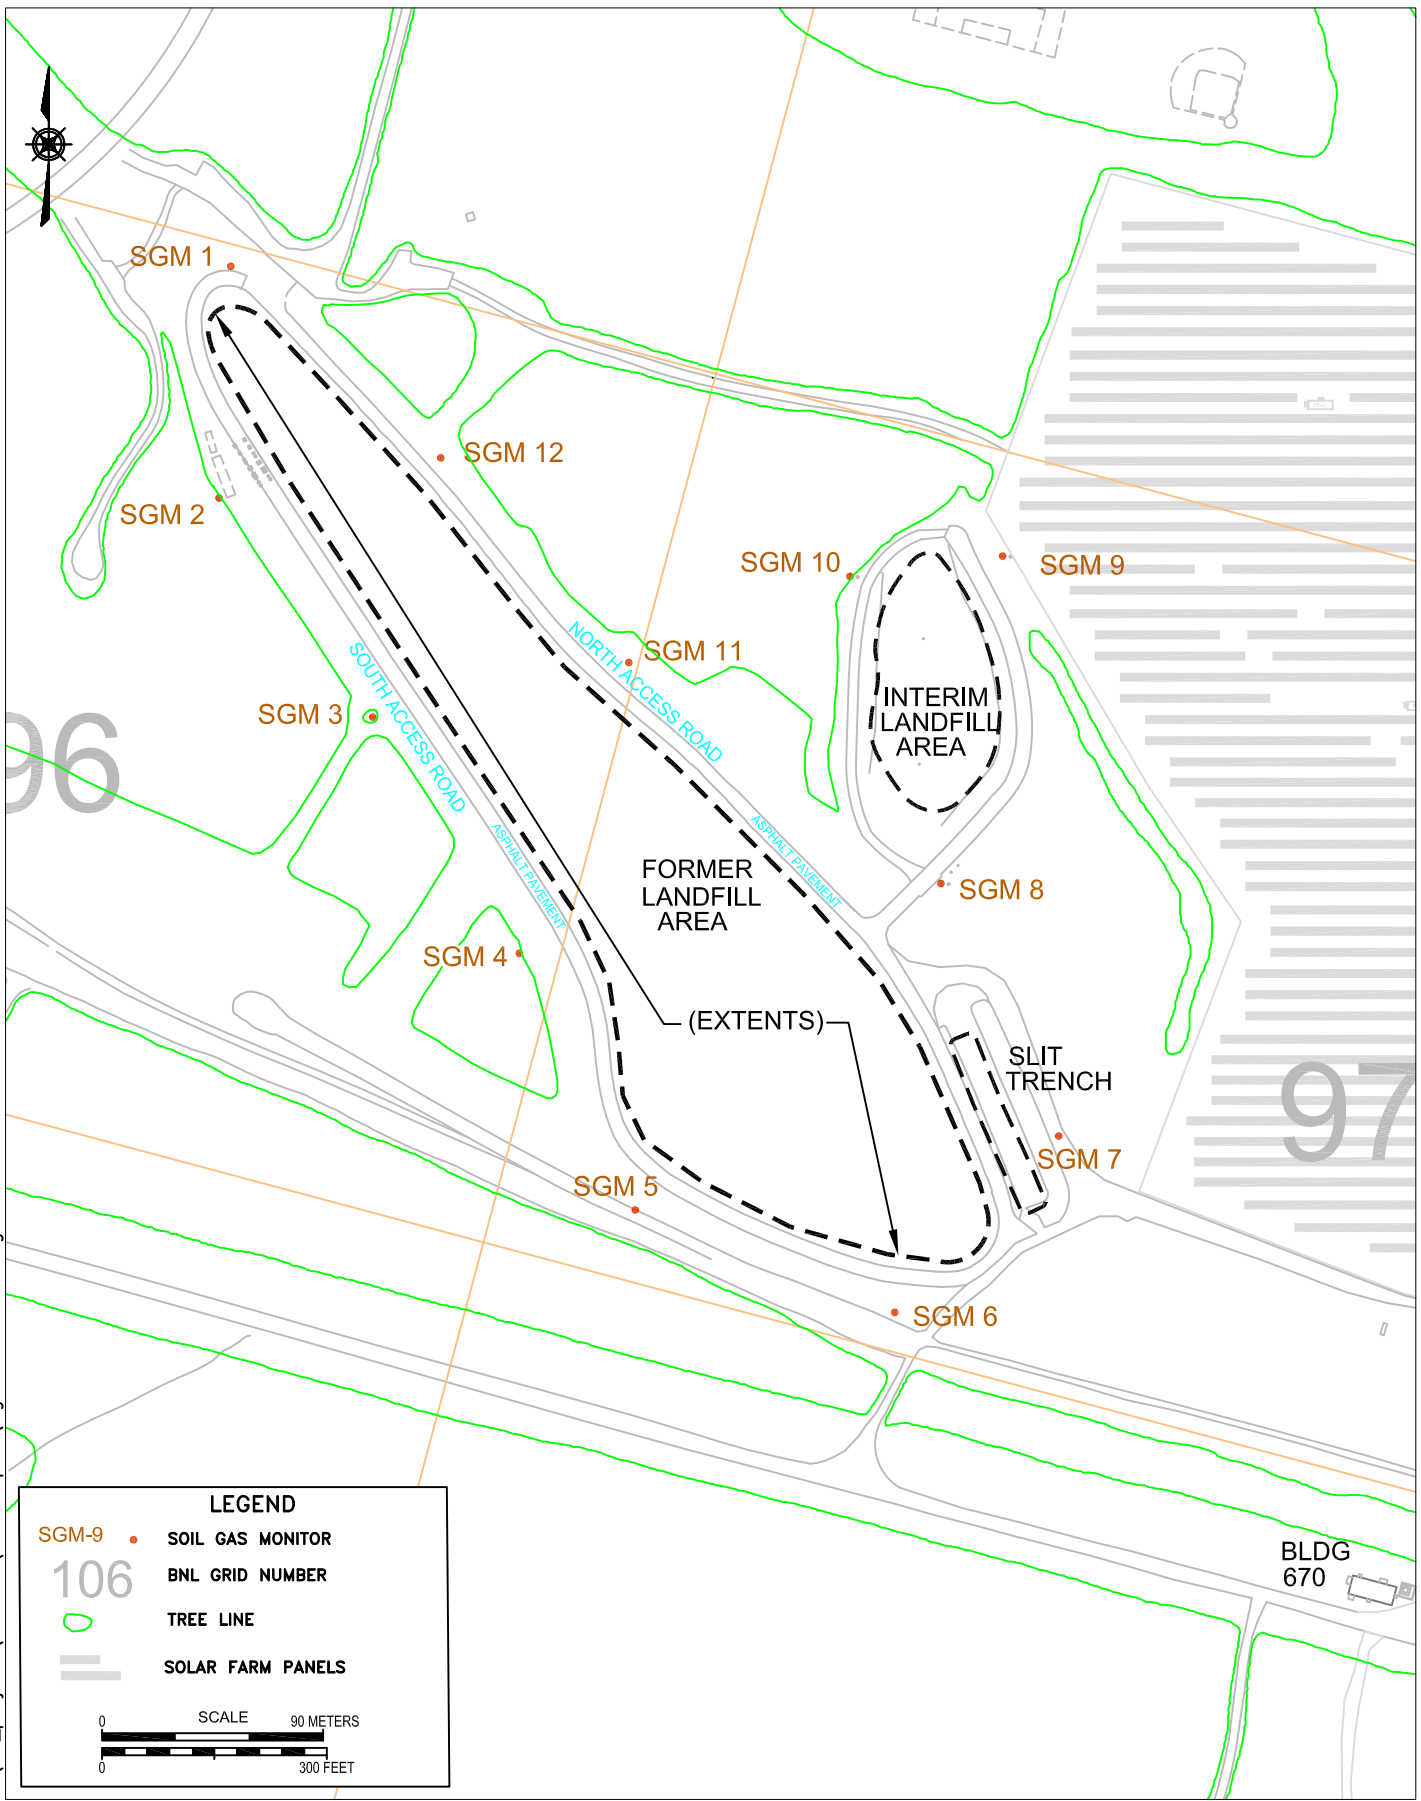 SGM 1
SGM 12
SGM 2
SGM 10
SGM 9
SGM 11
NORTH ACCESS ROAD
SOUTH ACCESS ROAD
SGM 3
INTERIM
LANDFILL
AREA
96
ASPHALT PAVEMENT
ASPHALT PAVEMENT
FORMER
LANDFILL
AREA
SGM 8
SGM 4
(EXTENTS)
SLIT
TRENCH
97
SGM 7
SGM 5
SGM 6
BLDG
670
LEGEND
SGM-9 SOIL GAS MONITOR
106 BNL GRID NUMBER
TREE LINE
SOLAR FARM PANELS
SCALE
0 90 METERS
0 300 FEET